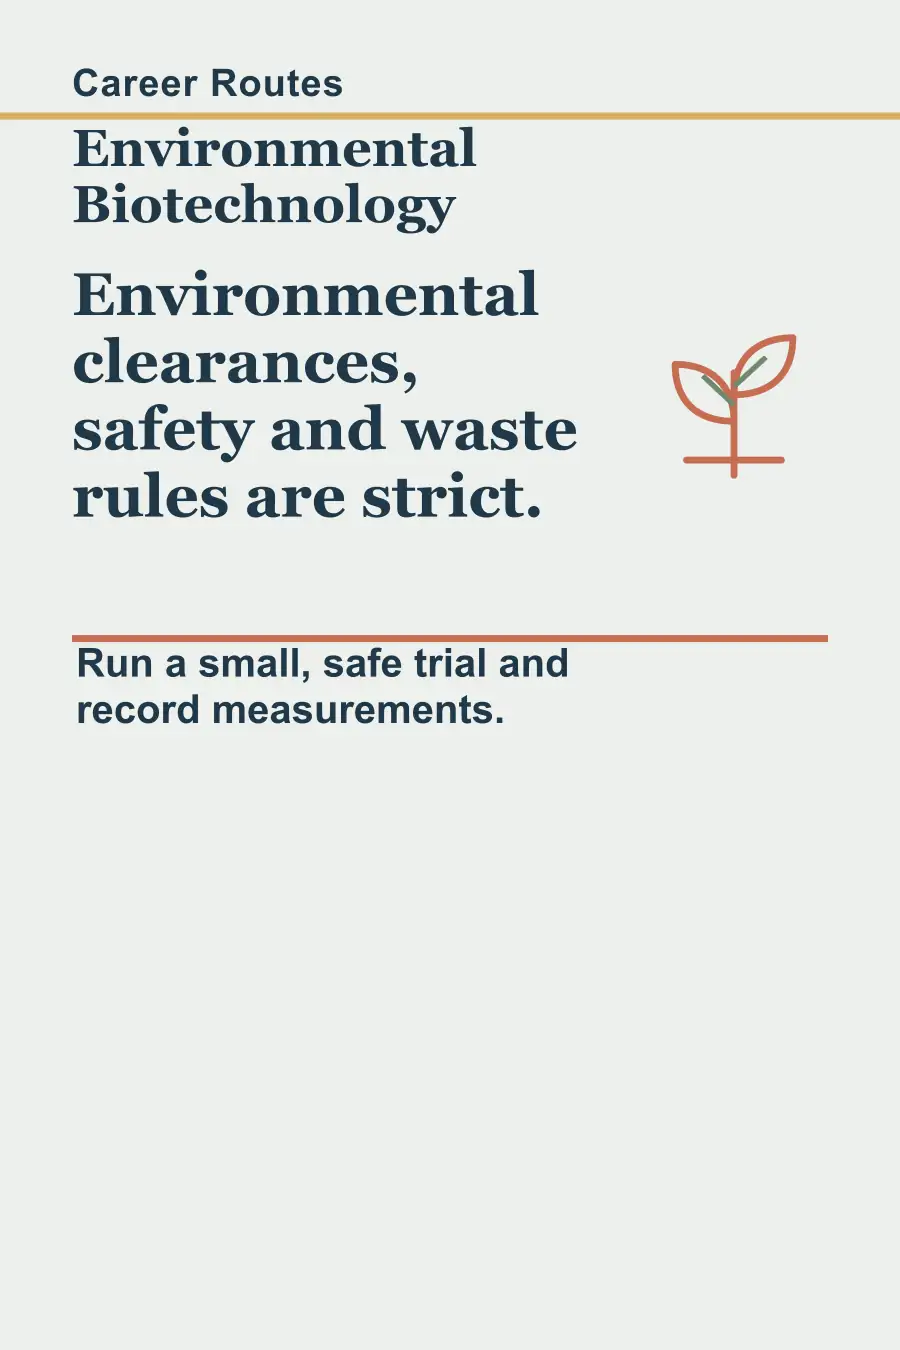 Career Routes
Environmental
Biotechnology
Environmental
clearances,
safety and waste
rules are strict.
Run a small, safe trial and
record measurements.